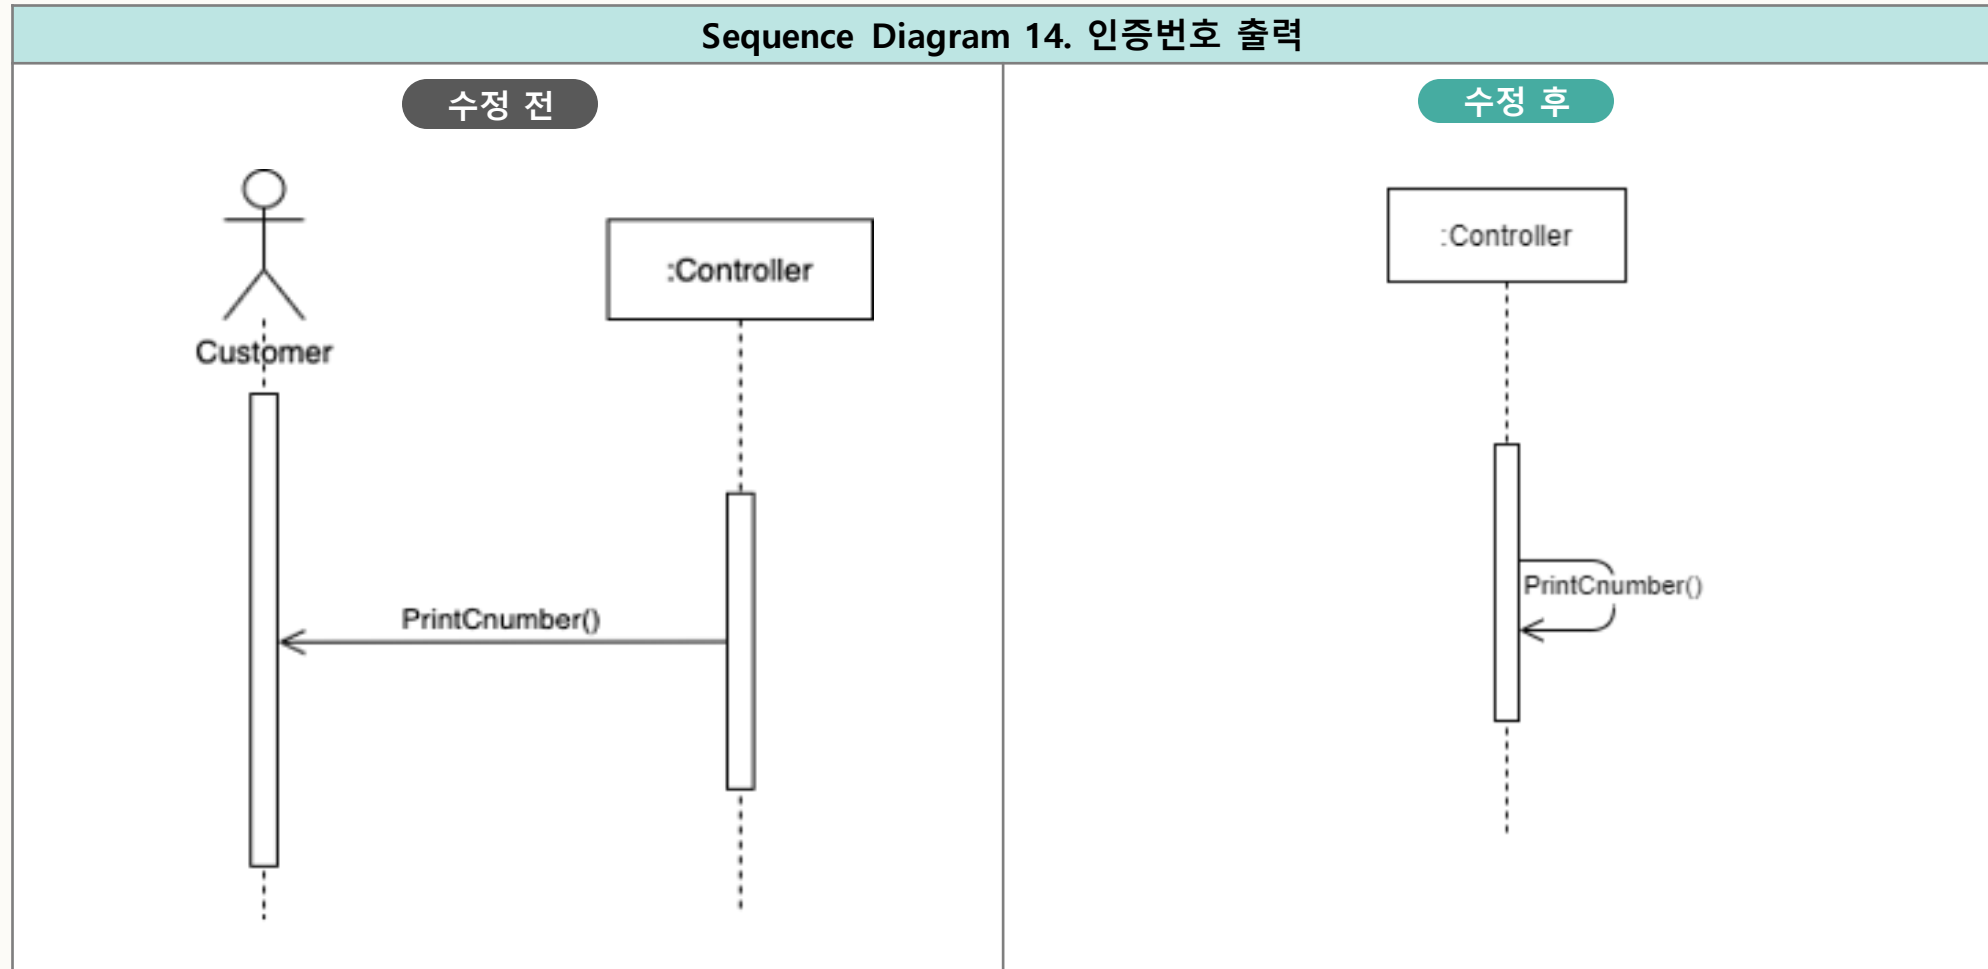 Sequence Diagram 14. 인증번호 출력
수정 전
Customer
:Controller
PrintCnumber()
수정 후
:Controller
PrintCnumber()